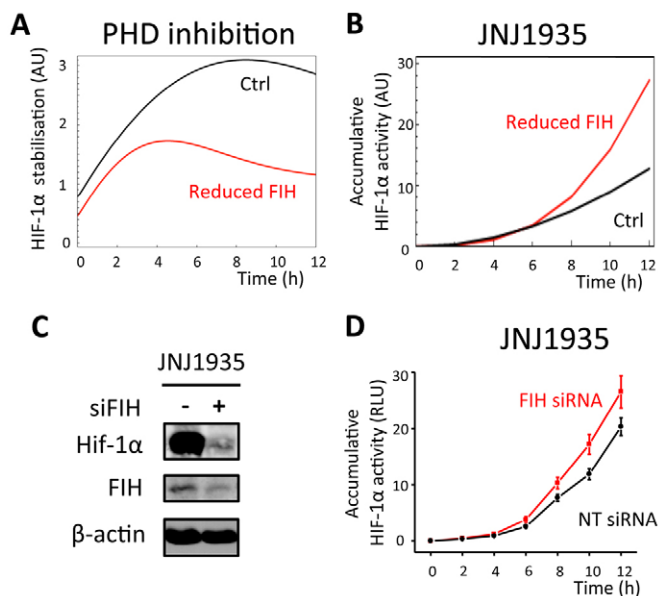 A
PHD inhibition
HIF-1α stabilisation (AU)
3
2
1
0
Ctrl
Reduced FIH
0 2 4 6 8 10 12
Time (h)
B
JNJ1935
Accumulative
HIF-1α activity (AU)
30
20
10
0
Reduced FIH
Ctrl
0 2 4 6 8 10 12
Time (h)
C
JNJ1935
siFIH - +
Hif-1α
FIH
β-actin
D
JNJ1935
Accumulative
HIF-1α activity (RLU)
30
20
10
0
FIH siRNA
NT siRNA
0 2 4 6 8 10 12
Time (h)